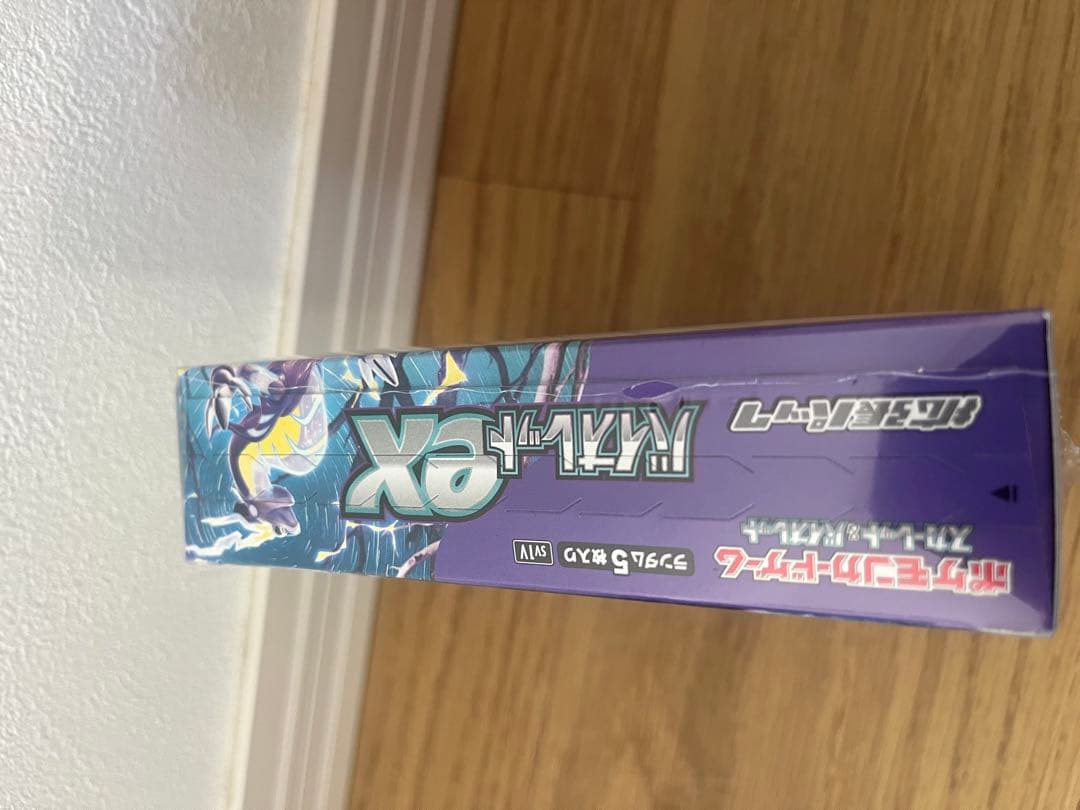 ポケモンカードゲーム
スカーレット&バイオレット
拡張パック
バイオレットex
ランダム5枚入り
SV1V